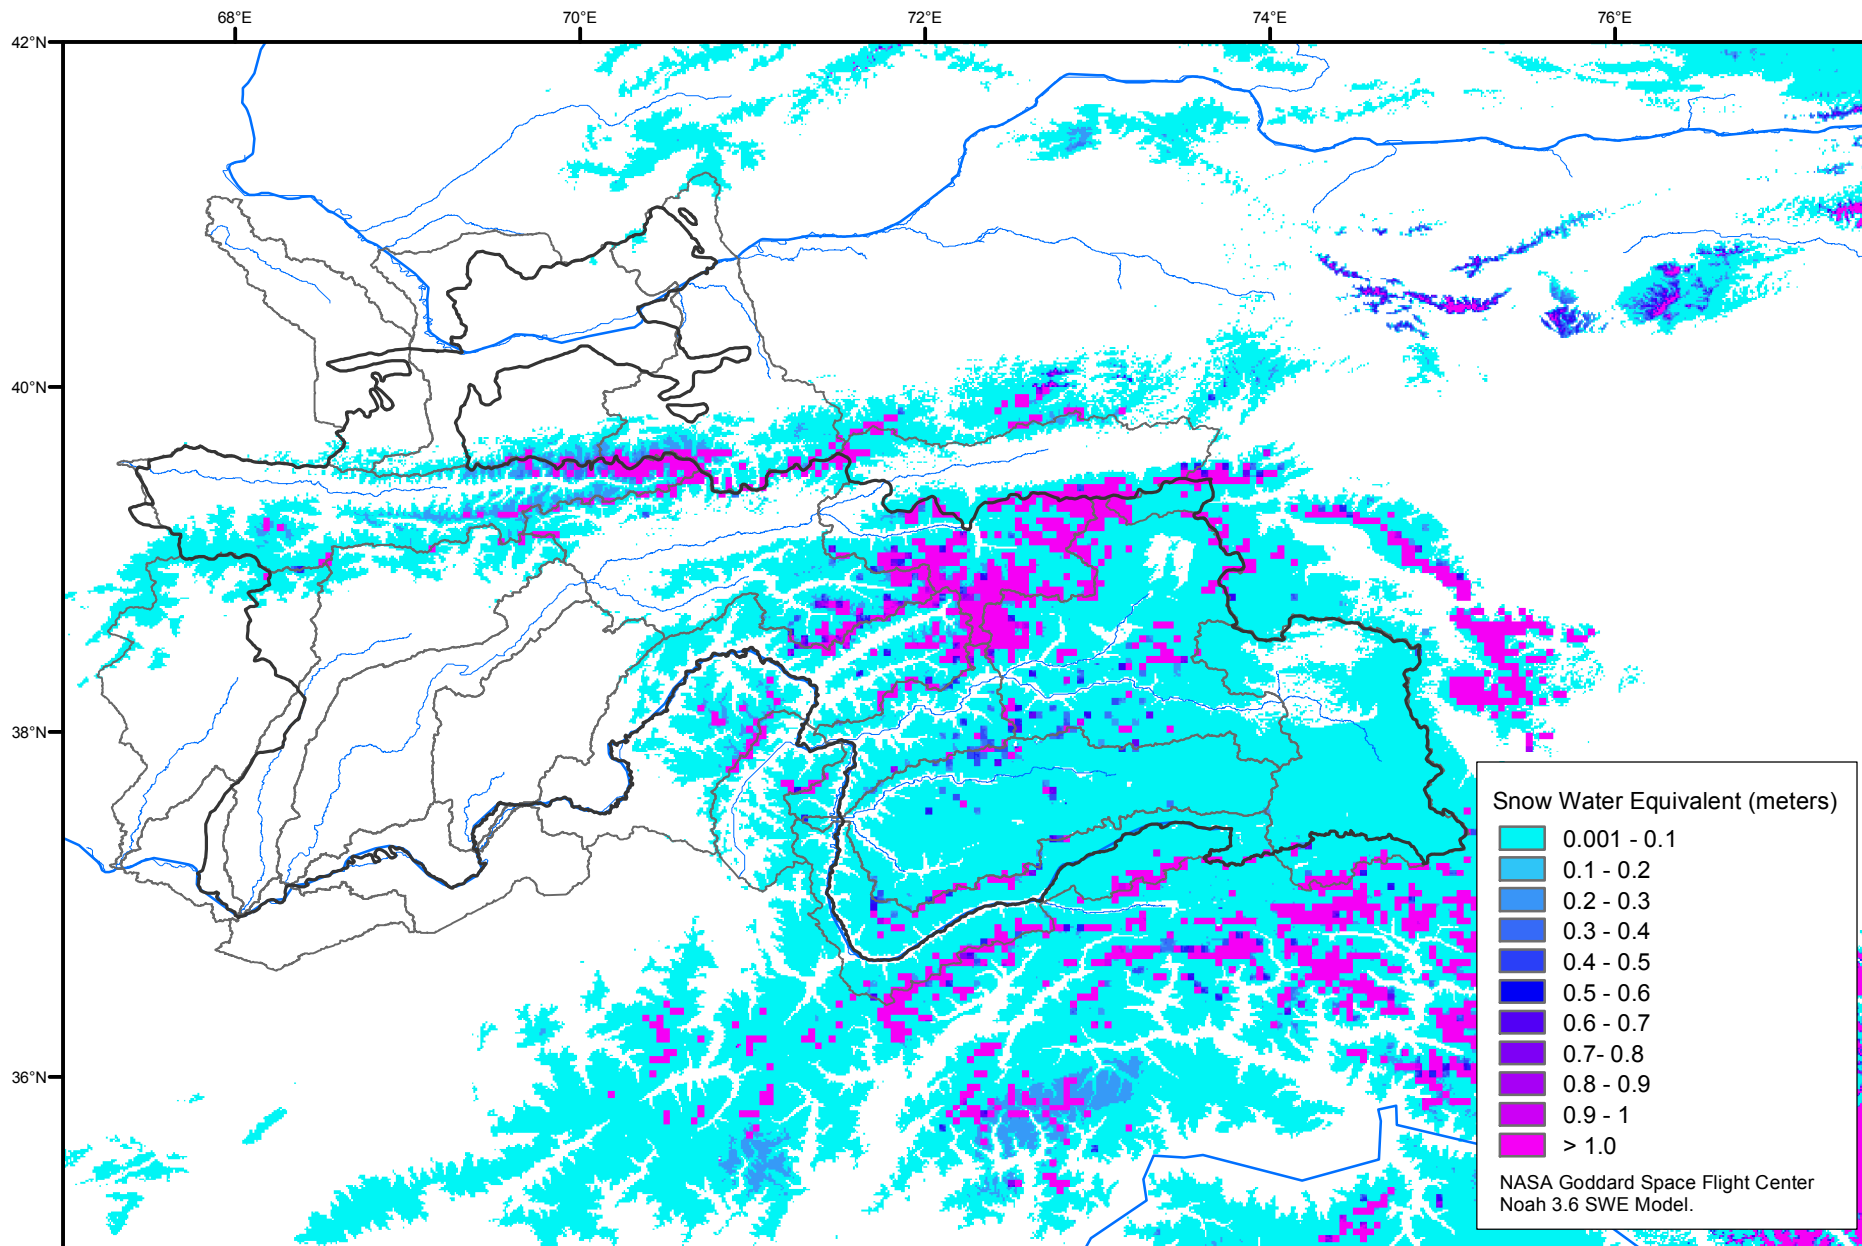 68°E 70°E 72°E 74°E 76°E
42°N
40°N
38°N
36°N
Snow Water Equivalent (meters)
0.001 - 0.1
0.1 - 0.2
0.2 - 0.3
0.3 - 0.4
0.4 - 0.5
0.5 - 0.6
0.6 - 0.7
0.7- 0.8
0.8 - 0.9
0.9 - 1
> 1.0
NASA Goddard Space Flight Center
Noah 3.6 SWE Model.